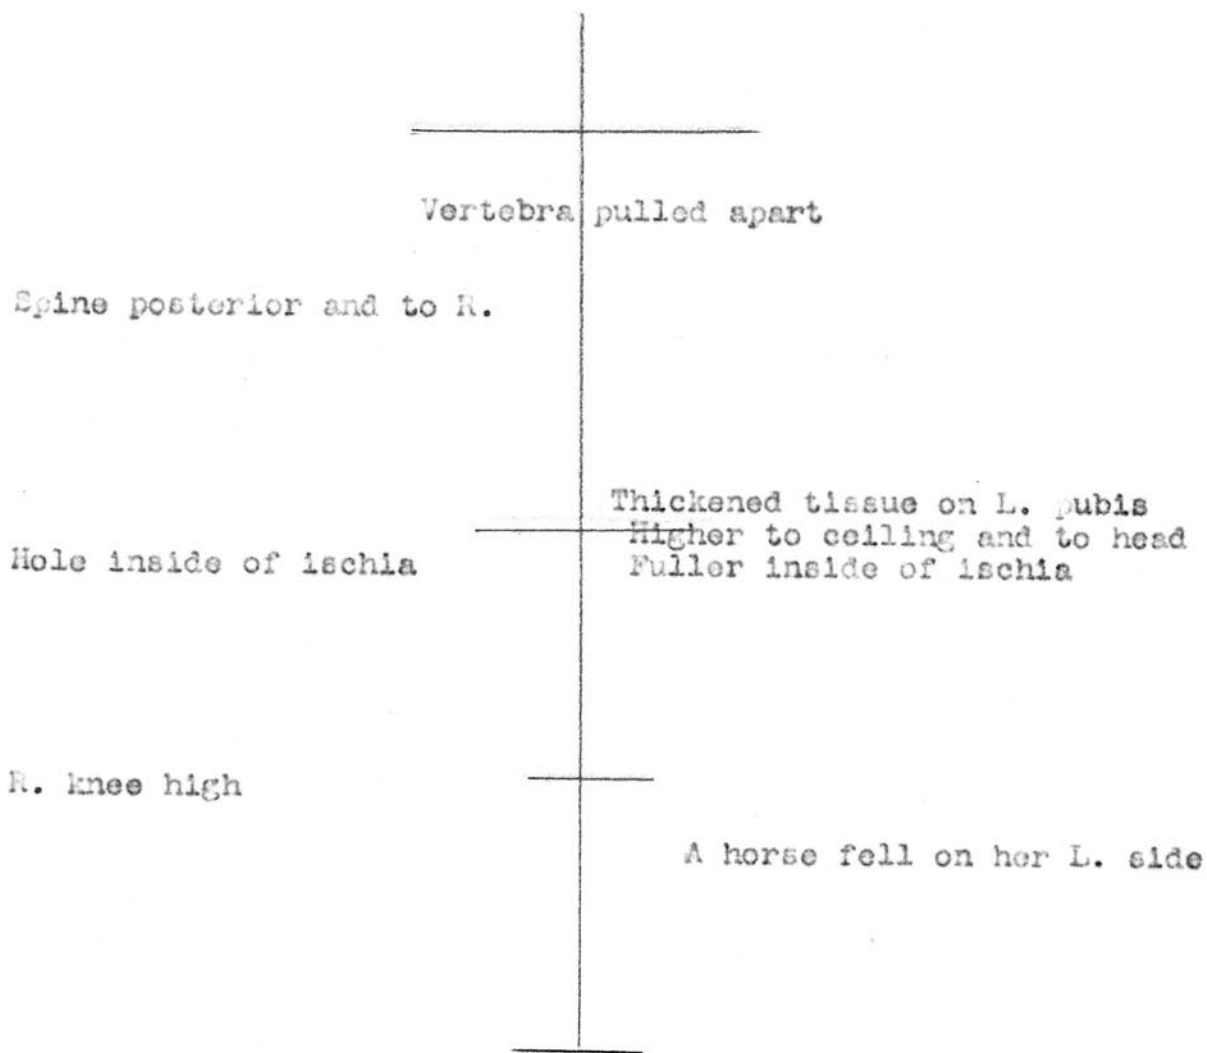 Vertebra pulled apart
Spine posterior and to R.
Thickened tissue on L. pubis
Higher to ceiling and to head
Hole inside of ischia
Fuller inside of ischia
R. knee high
A horse fell on her L. side